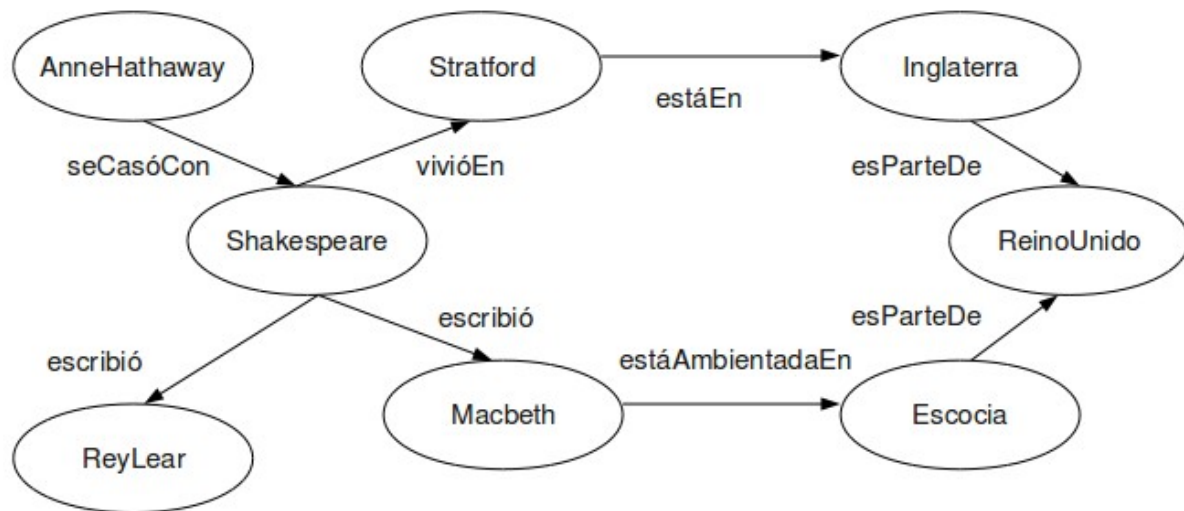 AnneHathaway
Stratford
Inglaterra
estáEn
seCasóCon
vivióEn
esParteDe
Shakespeare
ReinoUnido
escribió
esParteDe
escribió
estáAmbientadaEn
Macbeth
Escocia
ReyLear